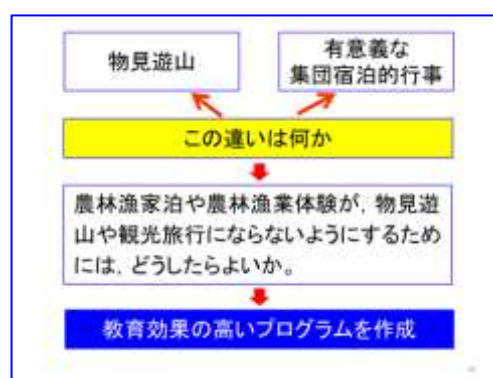 物見遊山
有意義な
集団宿泊的行事
この違いは何か
農林漁家泊や農林漁業体験が，物見遊
山や観光旅行にならないようにするため
には，どうしたらよいか。
教育効果の高いプログラムを作成